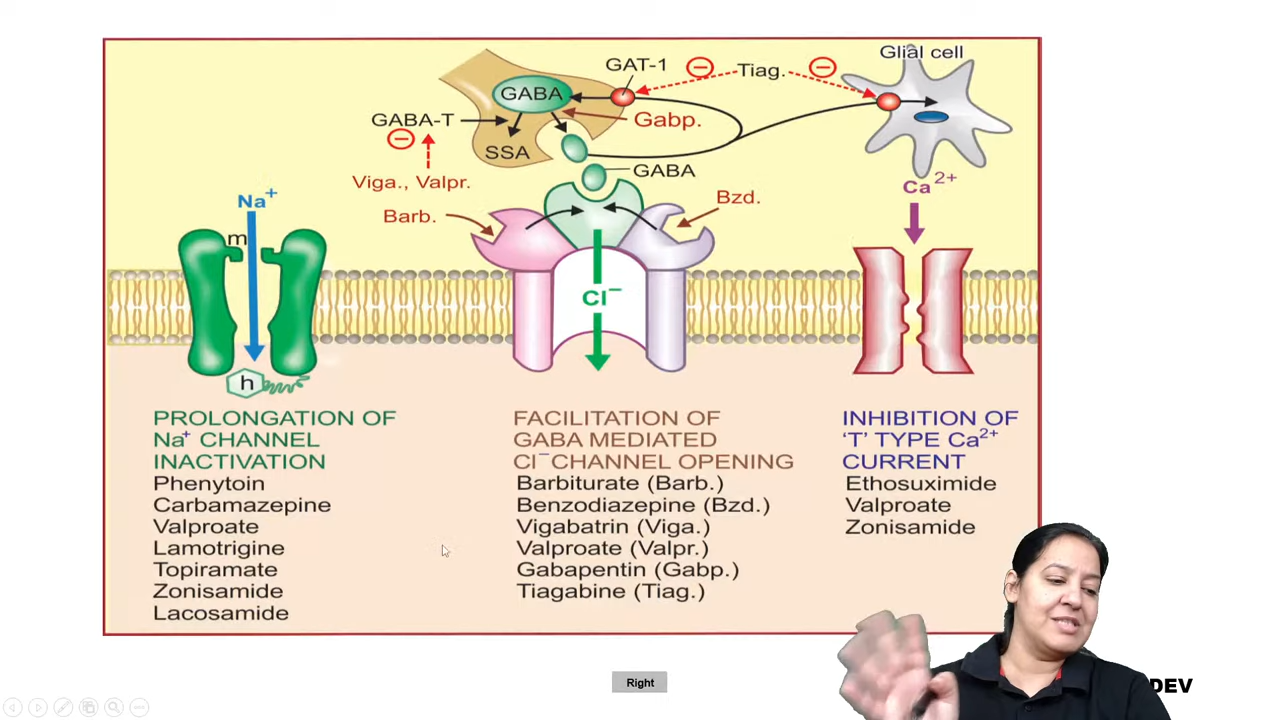 GAT-1
Tiag.
Glial cell
GABA
GABA-T
Gabp.
SSA
GABA
Viga., Valpr.
Barb.
Bzd.
Na+
Ca2+
m
Cl−
h
PROLONGATION OF
Na+ CHANNEL
INACTIVATION
Phenytoin
Carbamazepine
Valproate
Lamotrigine
Topiramate
Zonisamide
Lacosamide
FACILITATION OF
GABA MEDIATED
Cl− CHANNEL OPENING
Barbiturate (Barb.)
Benzodiazepine (Bzd.)
Vigabatrin (Viga.)
Valproate (Valpr.)
Gabapentin (Gabp.)
Tiagabine (Tiag.)
INHIBITION OF
‘T’ TYPE Ca2+
CURRENT
Ethosuximide
Valproate
Zonisamide
Right
DEV